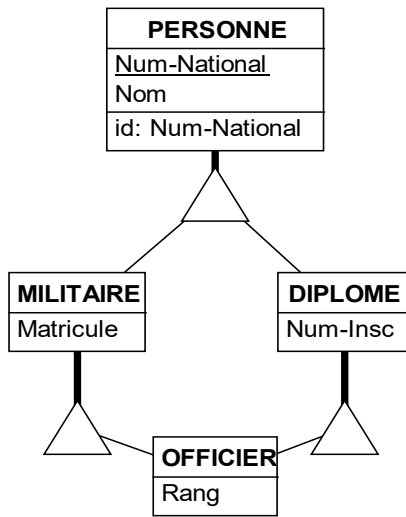 PERSONNE
Num-National
Nom
id: Num-National
MILITAIRE
Matricule
DIPLOME
Num-Insc
OFFICIER
Rang